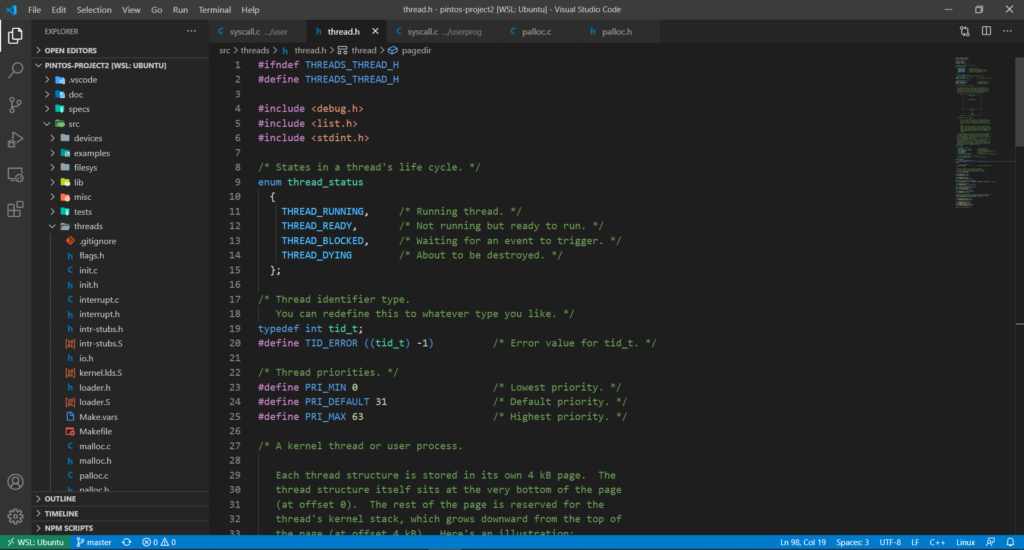 File Edit Selection View Go Run Terminal Help
thread.h - pintos-project2 [WSL: Ubuntu] - Visual Studio Code
EXPLORER
OPEN EDITORS
PINTOS-PROJECT2 [WSL: UBUNTU]
.vscode
doc
specs
src
devices
examples
filesys
lib
misc
tests
threads
.gitignore
flags.h
init.c
init.h
interrupt.c
interrupt.h
intr-stubs.h
intr-stubs.S
io.h
kernel.lds.S
loader.h
loader.S
Make.vars
Makefile
malloc.c
malloc.h
palloc.c
palloc.h
OUTLINE
TIMELINE
NPM SCRIPTS
syscall.c .../user thread.h syscall.c .../userprog palloc.c palloc.h
src > threads > thread.h > thread > pagedir
1 #ifndef THREADS_THREAD_H
2 #define THREADS_THREAD_H
3
4 #include <debug.h>
5 #include <list.h>
6 #include <stdint.h>
7
8 /* States in a thread's life cycle. */
9 enum thread_status
10 {
11 THREAD_RUNNING, /* Running thread. */
12 THREAD_READY, /* Not running but ready to run. */
13 THREAD_BLOCKED, /* Waiting for an event to trigger. */
14 THREAD_DYING /* About to be destroyed. */
15 };
16
17 /* Thread identifier type.
18 You can redefine this to whatever type you like. */
19 typedef int tid_t;
20 #define TID_ERROR ((tid_t) -1) /* Error value for tid_t. */
21
22 /* Thread priorities. */
23 #define PRI_MIN 0 /* Lowest priority. */
24 #define PRI_DEFAULT 31 /* Default priority. */
25 #define PRI_MAX 63 /* Highest priority. */
26
27 /* A kernel thread or user process.
28
29 Each thread structure is stored in its own 4 kB page. The
30 thread structure itself sits at the very bottom of the page
31 (at offset 0). The rest of the page is reserved for the
32 thread's kernel stack, which grows downward from the top of
33 the page (at offset 4 kB). Here's an illustration:
WSL: Ubuntu master 0 0
Ln 98, Col 19 Spaces: 3 UTF-8 LF C++ Linux